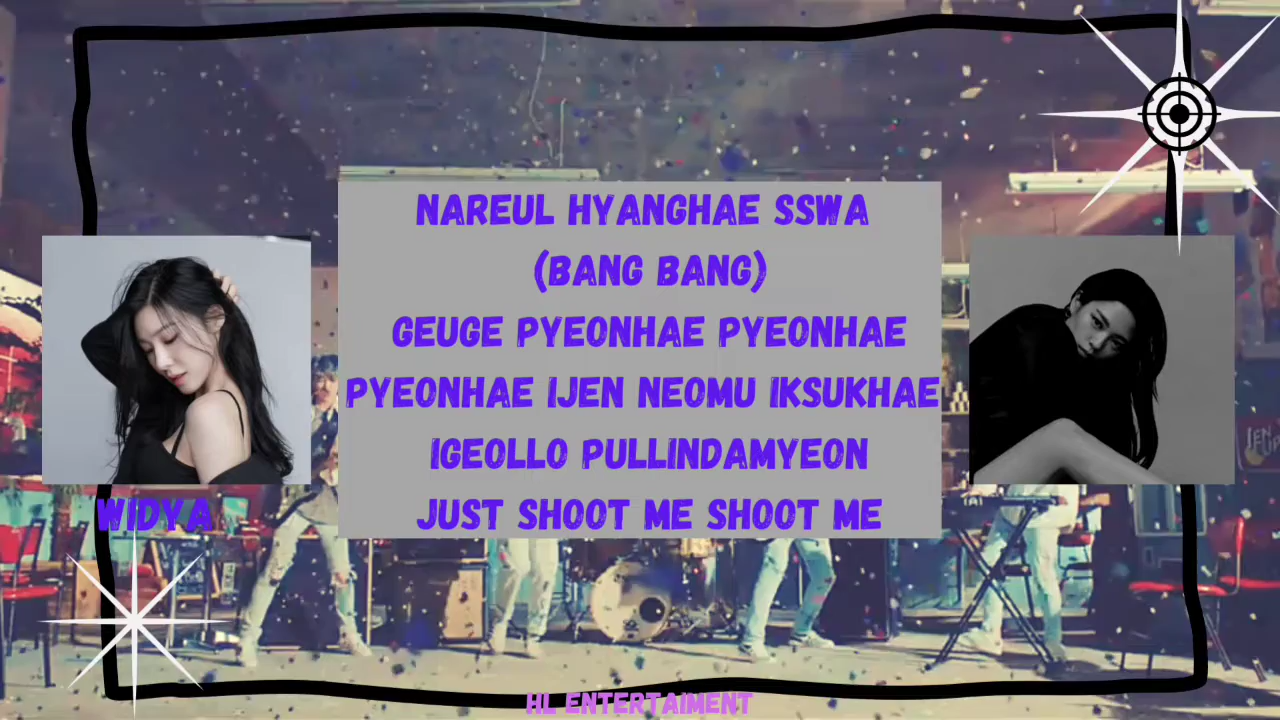 NAREUL HYANGHAE SSWA
(BANG BANG)
GEUGE PYEONHAE PYEONHAE
PYEONHAE IJEN NEOMU IKSUKHAE
IGEOLLO PULLINDAMYEON
JUST SHOOT ME SHOOT ME
WIDYA
HL ENTERTAIMENT